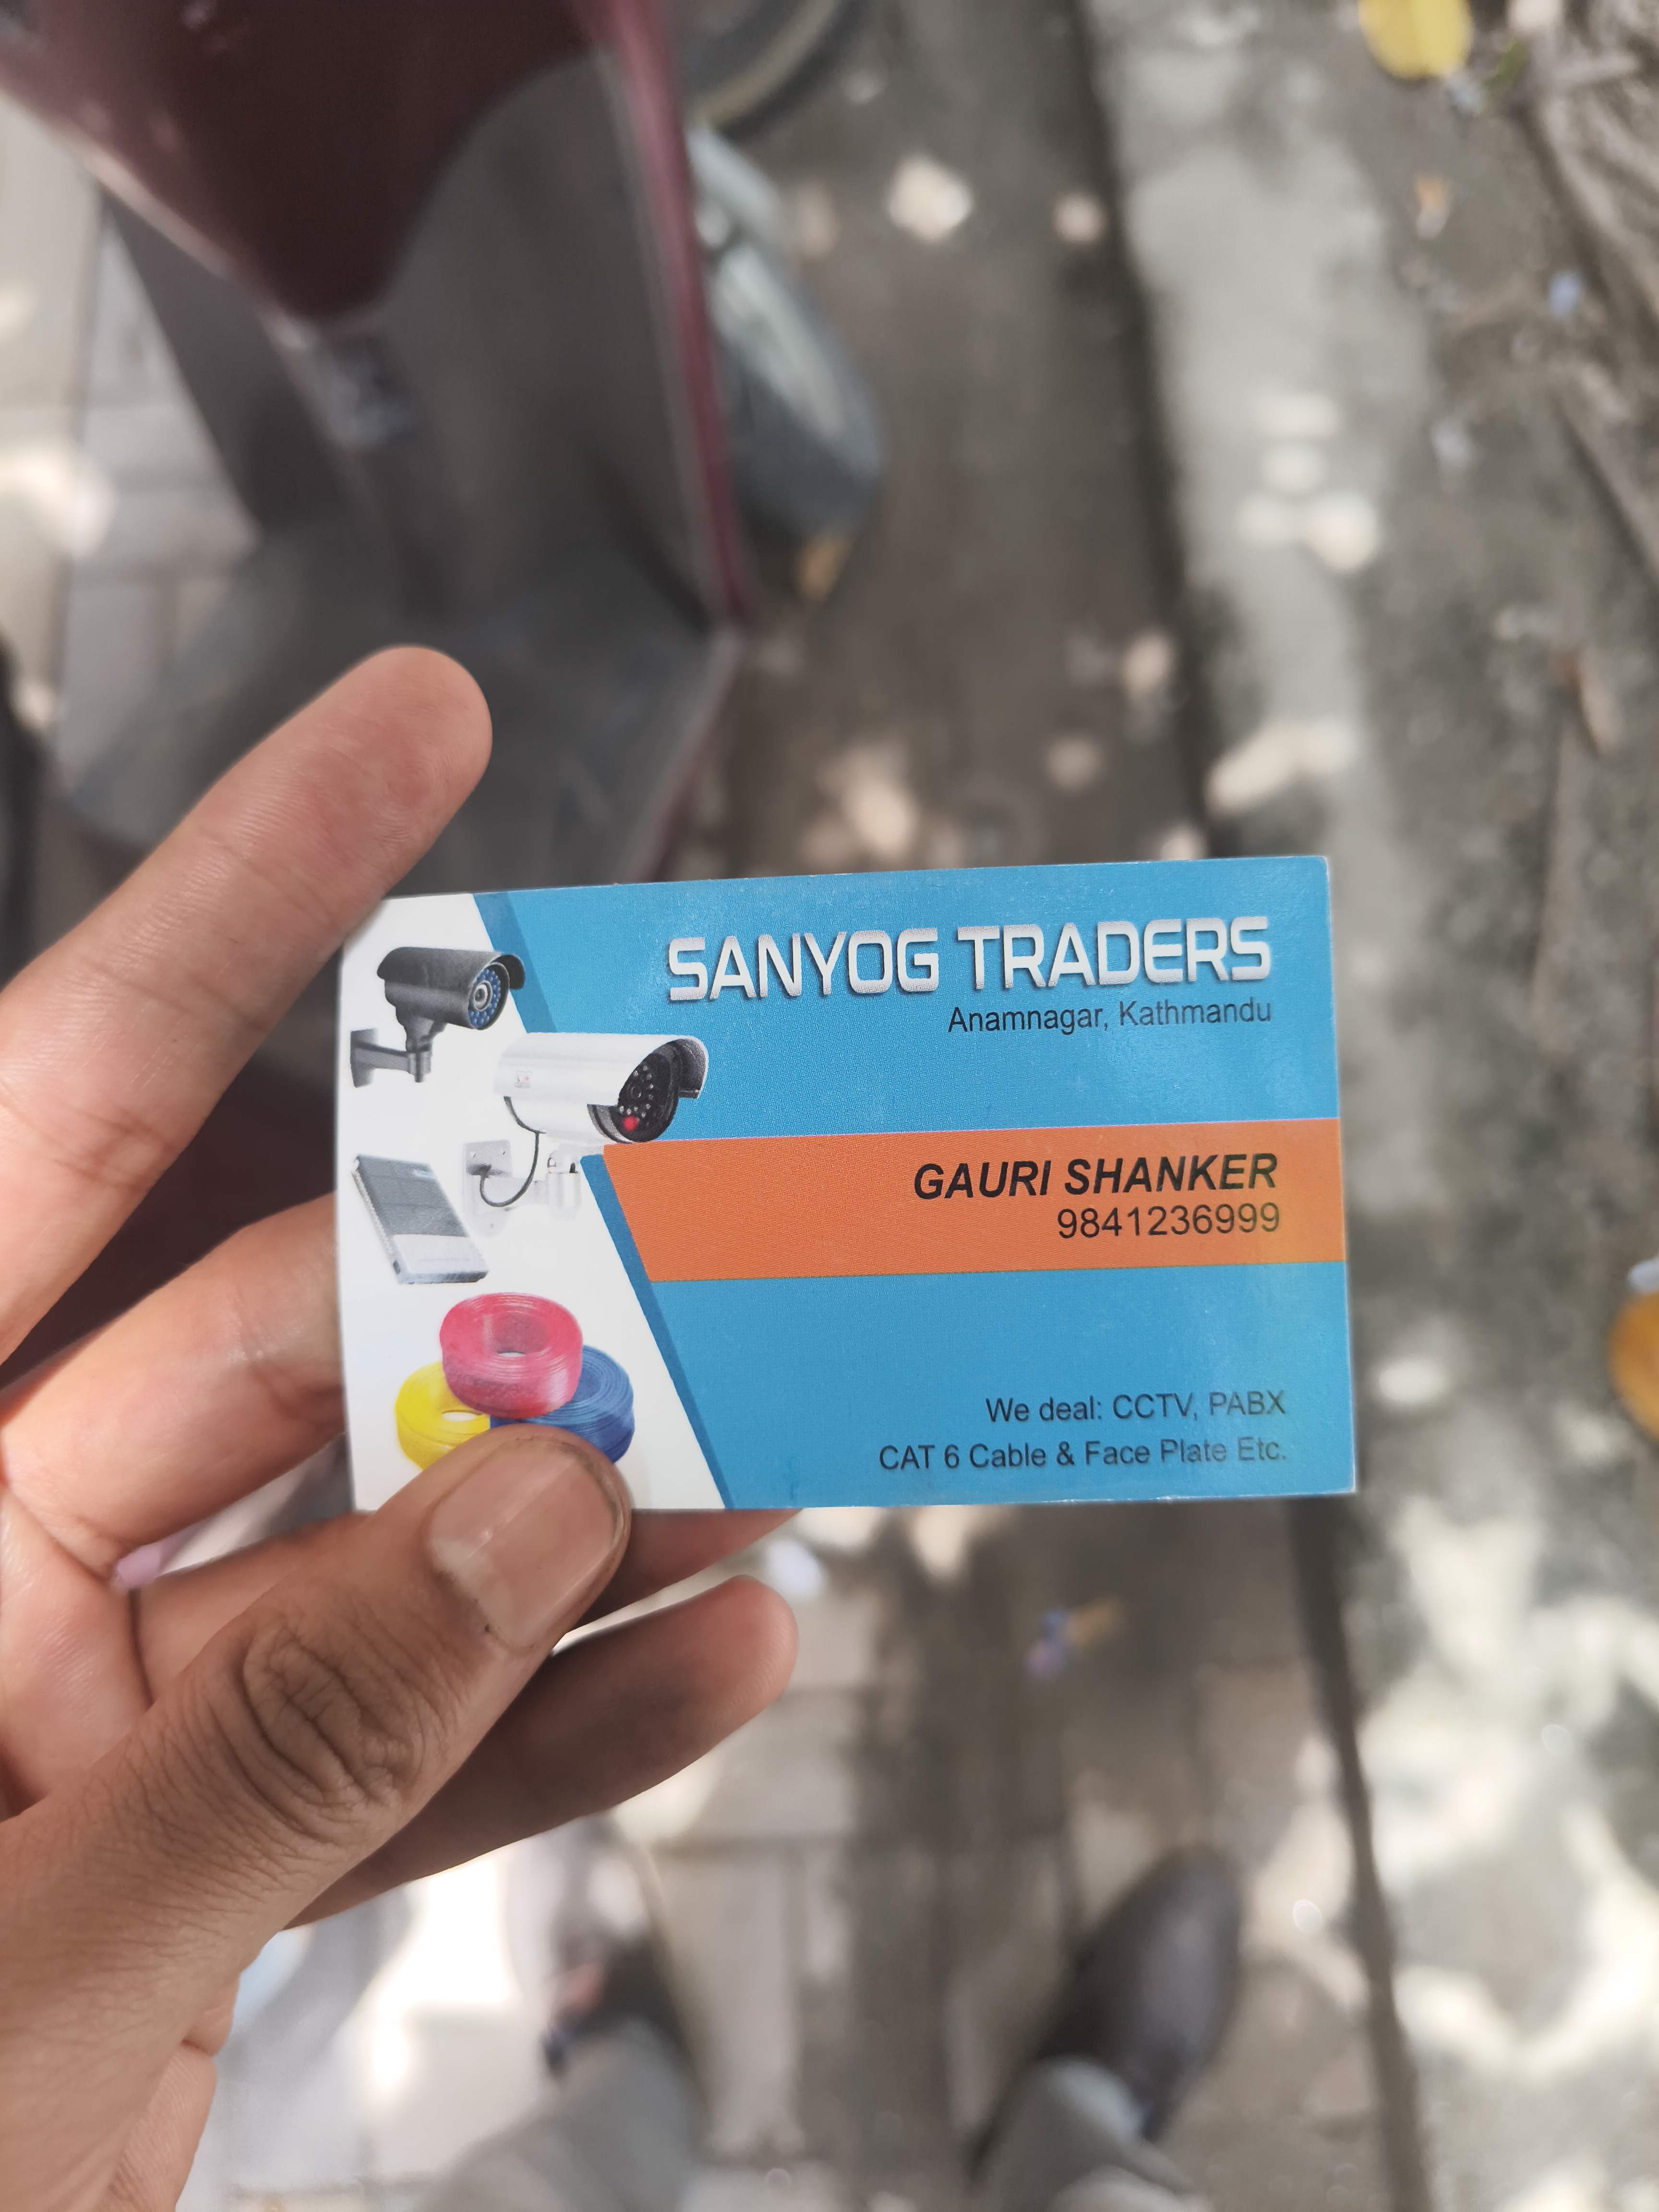 SANYOG TRADERS
Anamnagar, Kathmandu
GAURI SHANKER
9841236999
We deal: CCTV, PABX
CAT 6 Cable & Face Plate Etc.